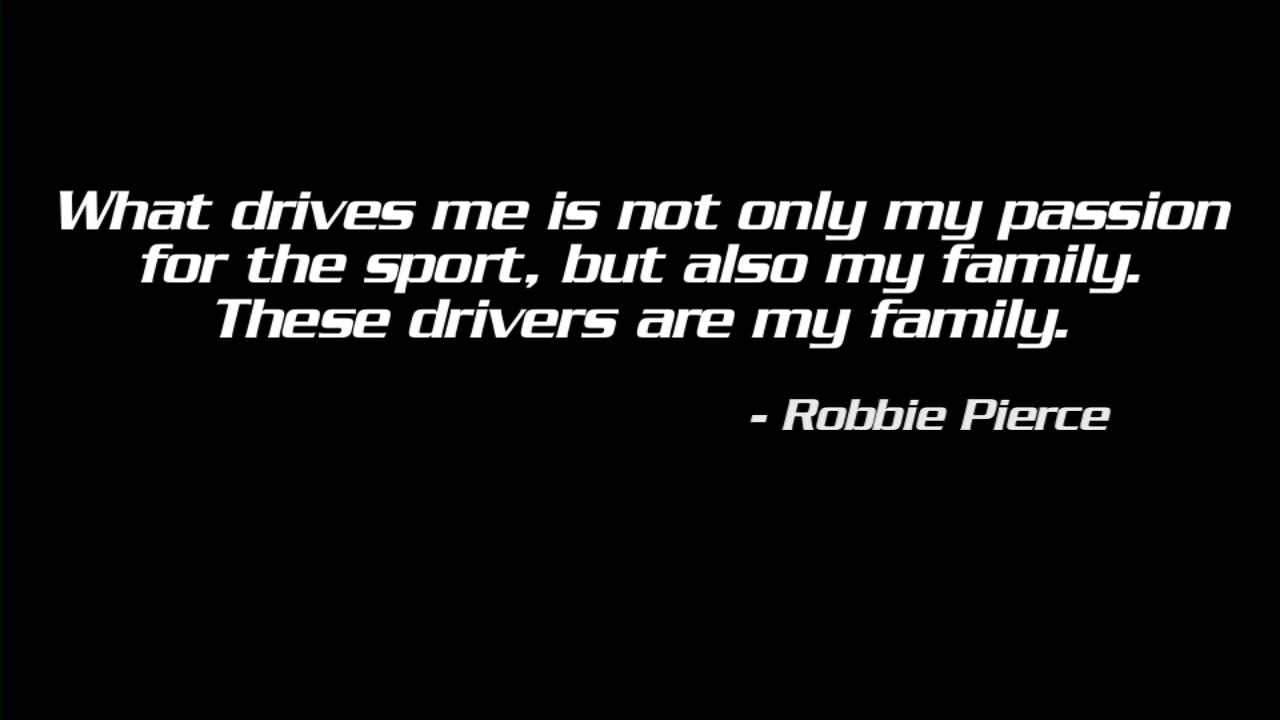 What drives me is not only my passion
for the sport, but also my family.
These drivers are my family.
- Robbie Pierce